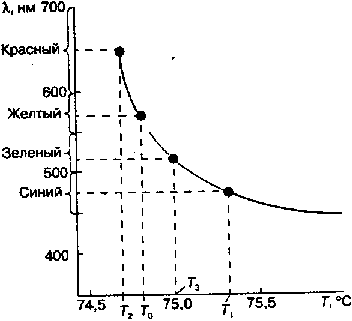 λ, нм 700
Красный
600
Желтый
Зеленый
500
Синий
400
T₃
74,5 75,0 75,5 T, °C
T₂ T₀ T₁